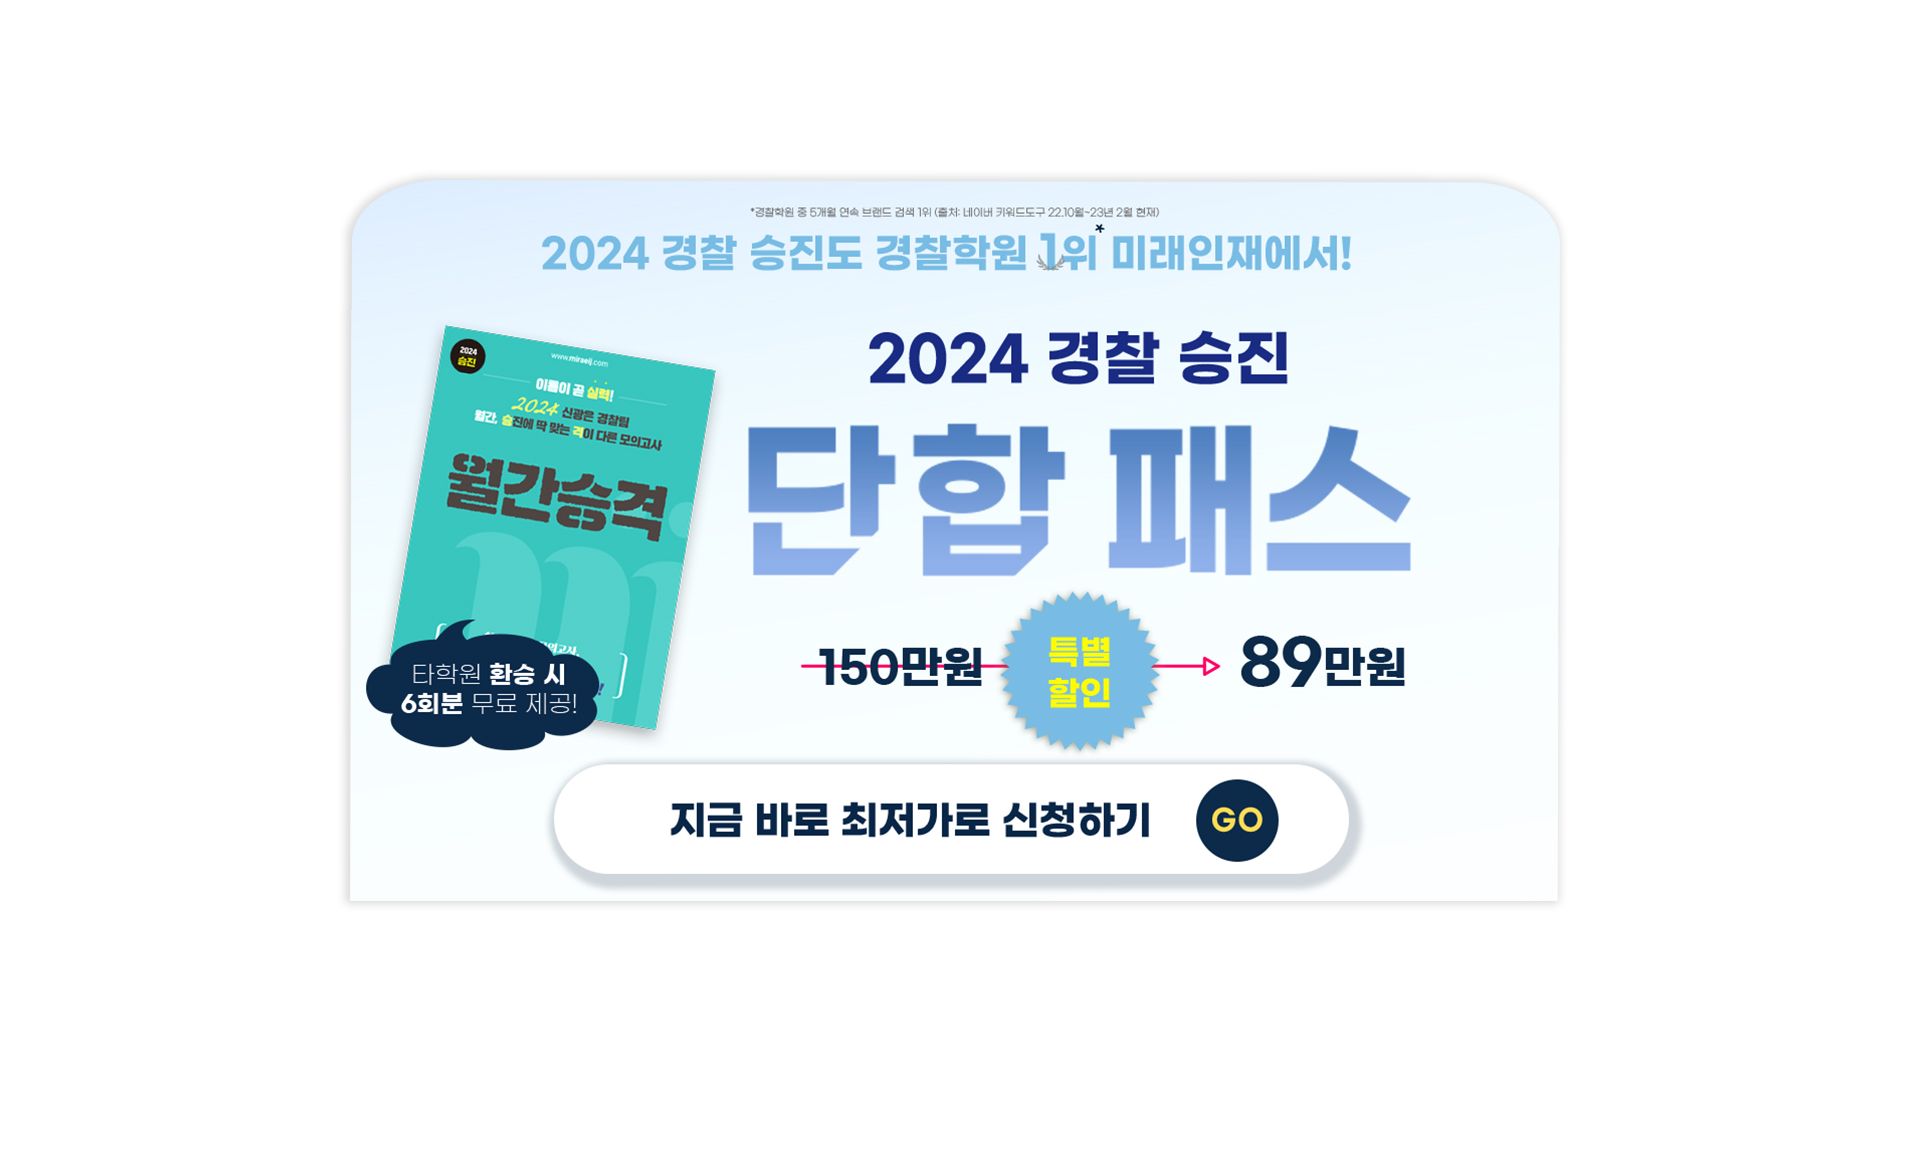 *경찰학원 중 5개월 연속 브랜드 검색 1위 (출처: 네이버 키워드도구 22.10월~23년 2월 현재)
2024 경찰 승진도 경찰학원 1위* 미래인재에서!
2024 경찰 승진
단합 패스
150만원
특별
할인
89만원
2024
승진
www.miraeij.com
이름이 곧 실력!
2024 신광은 경찰팀
월간, 승진에 딱 맞는 격이 다른 모의고사
월간승격
타학원 환승 시
6회분 무료 제공!
지금 바로 최저가로 신청하기
GO